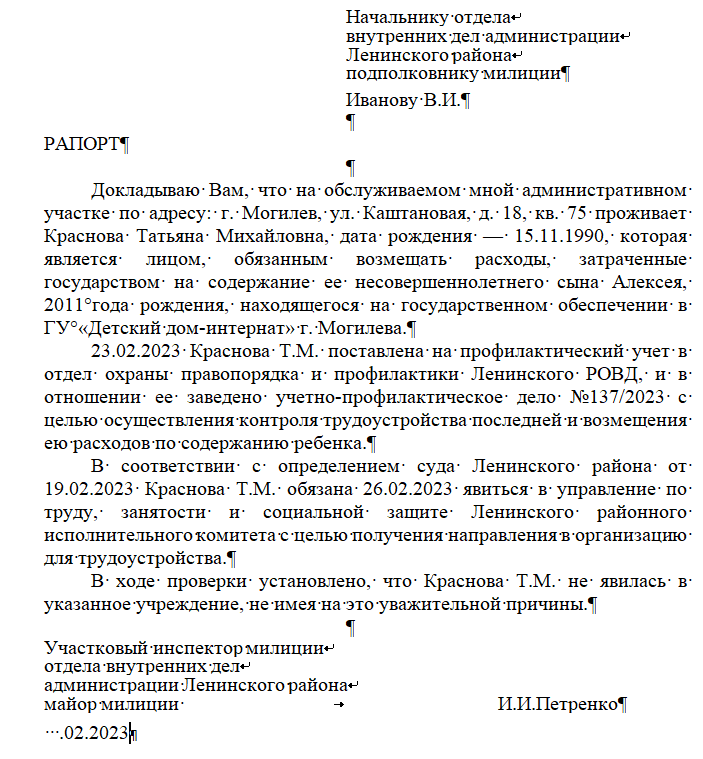 Начальнику отдела
внутренних дел администрации
Ленинского района
подполковнику милиции
Иванову В.И.
РАПОРТ
Докладываю Вам, что на обслуживаемом мной административном
участке по адресу: г. Могилев, ул. Каштановая, д. 18, кв. 75 проживает
Краснова Татьяна Михайловна, дата рождения — 15.11.1990, которая
является лицом, обязанным возмещать расходы, затраченные
государством на содержание ее несовершеннолетнего сына Алексея,
2011 года рождения, находящегося на государственном обеспечении в
ГУ «Детский дом-интернат» г. Могилева.
23.02.2023 Краснова Т.М. поставлена на профилактический учет в
отдел охраны правопорядка и профилактики Ленинского РОВД, и в
отношении ее заведено учетно-профилактическое дело №137/2023 с
целью осуществления контроля трудоустройства последней и возмещения
ею расходов по содержанию ребенка.
В соответствии с определением суда Ленинского района от
19.02.2023 Краснова Т.М. обязана 26.02.2023 явиться в управление по
труду, занятости и социальной защите Ленинского районного
исполнительного комитета с целью получения направления в организацию
для трудоустройства.
В ходе проверки установлено, что Краснова Т.М. не явилась в
указанное учреждение, не имея на это уважительной причины.
Участковый инспектор милиции
отдела внутренних дел
администрации Ленинского района
майор милиции И.И.Петренко
.02.2023